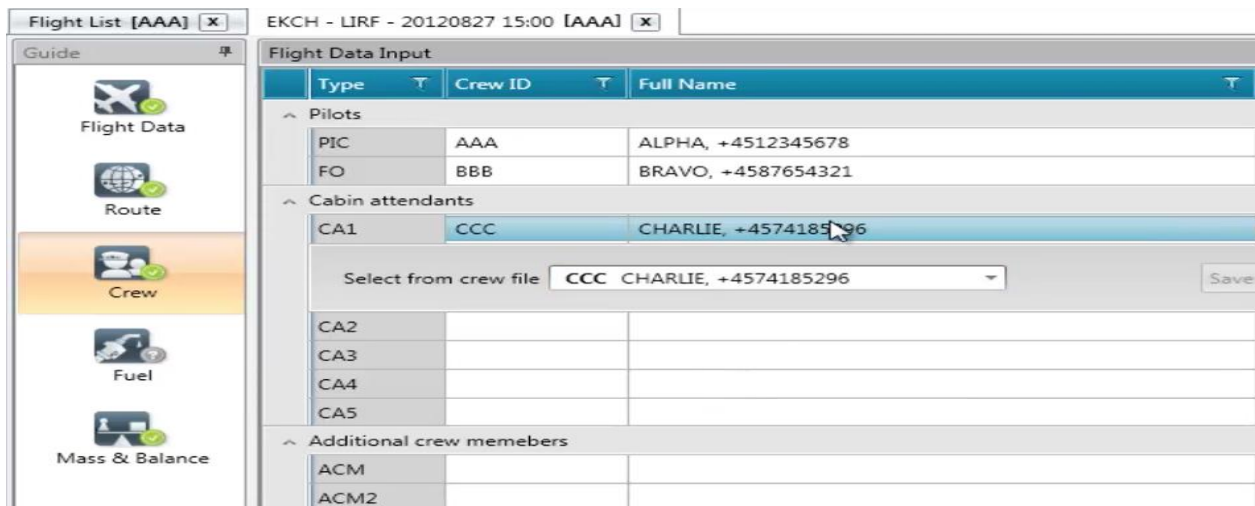 Flight List [AAA] x EKCH - LIRF - 20120827 15:00 [AAA] x
Guide
Flight Data
Route
Crew
Fuel
Mass & Balance
Flight Data Input
Type Crew ID Full Name
Pilots
PIC AAA ALPHA, +4512345678
FO BBB BRAVO, +4587654321
Cabin attendants
CA1 CCC CHARLIE, +4574185296
Select from crew file CCC CHARLIE, +4574185296 Save
CA2
CA3
CA4
CA5
Additional crew memebers
ACM
ACM2